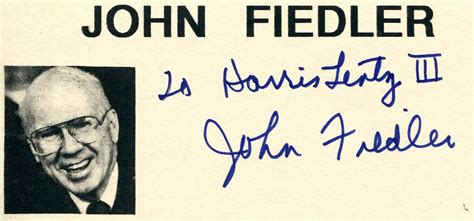 JOHN FIEDLER
To Harris Lentz III
John Fiedler